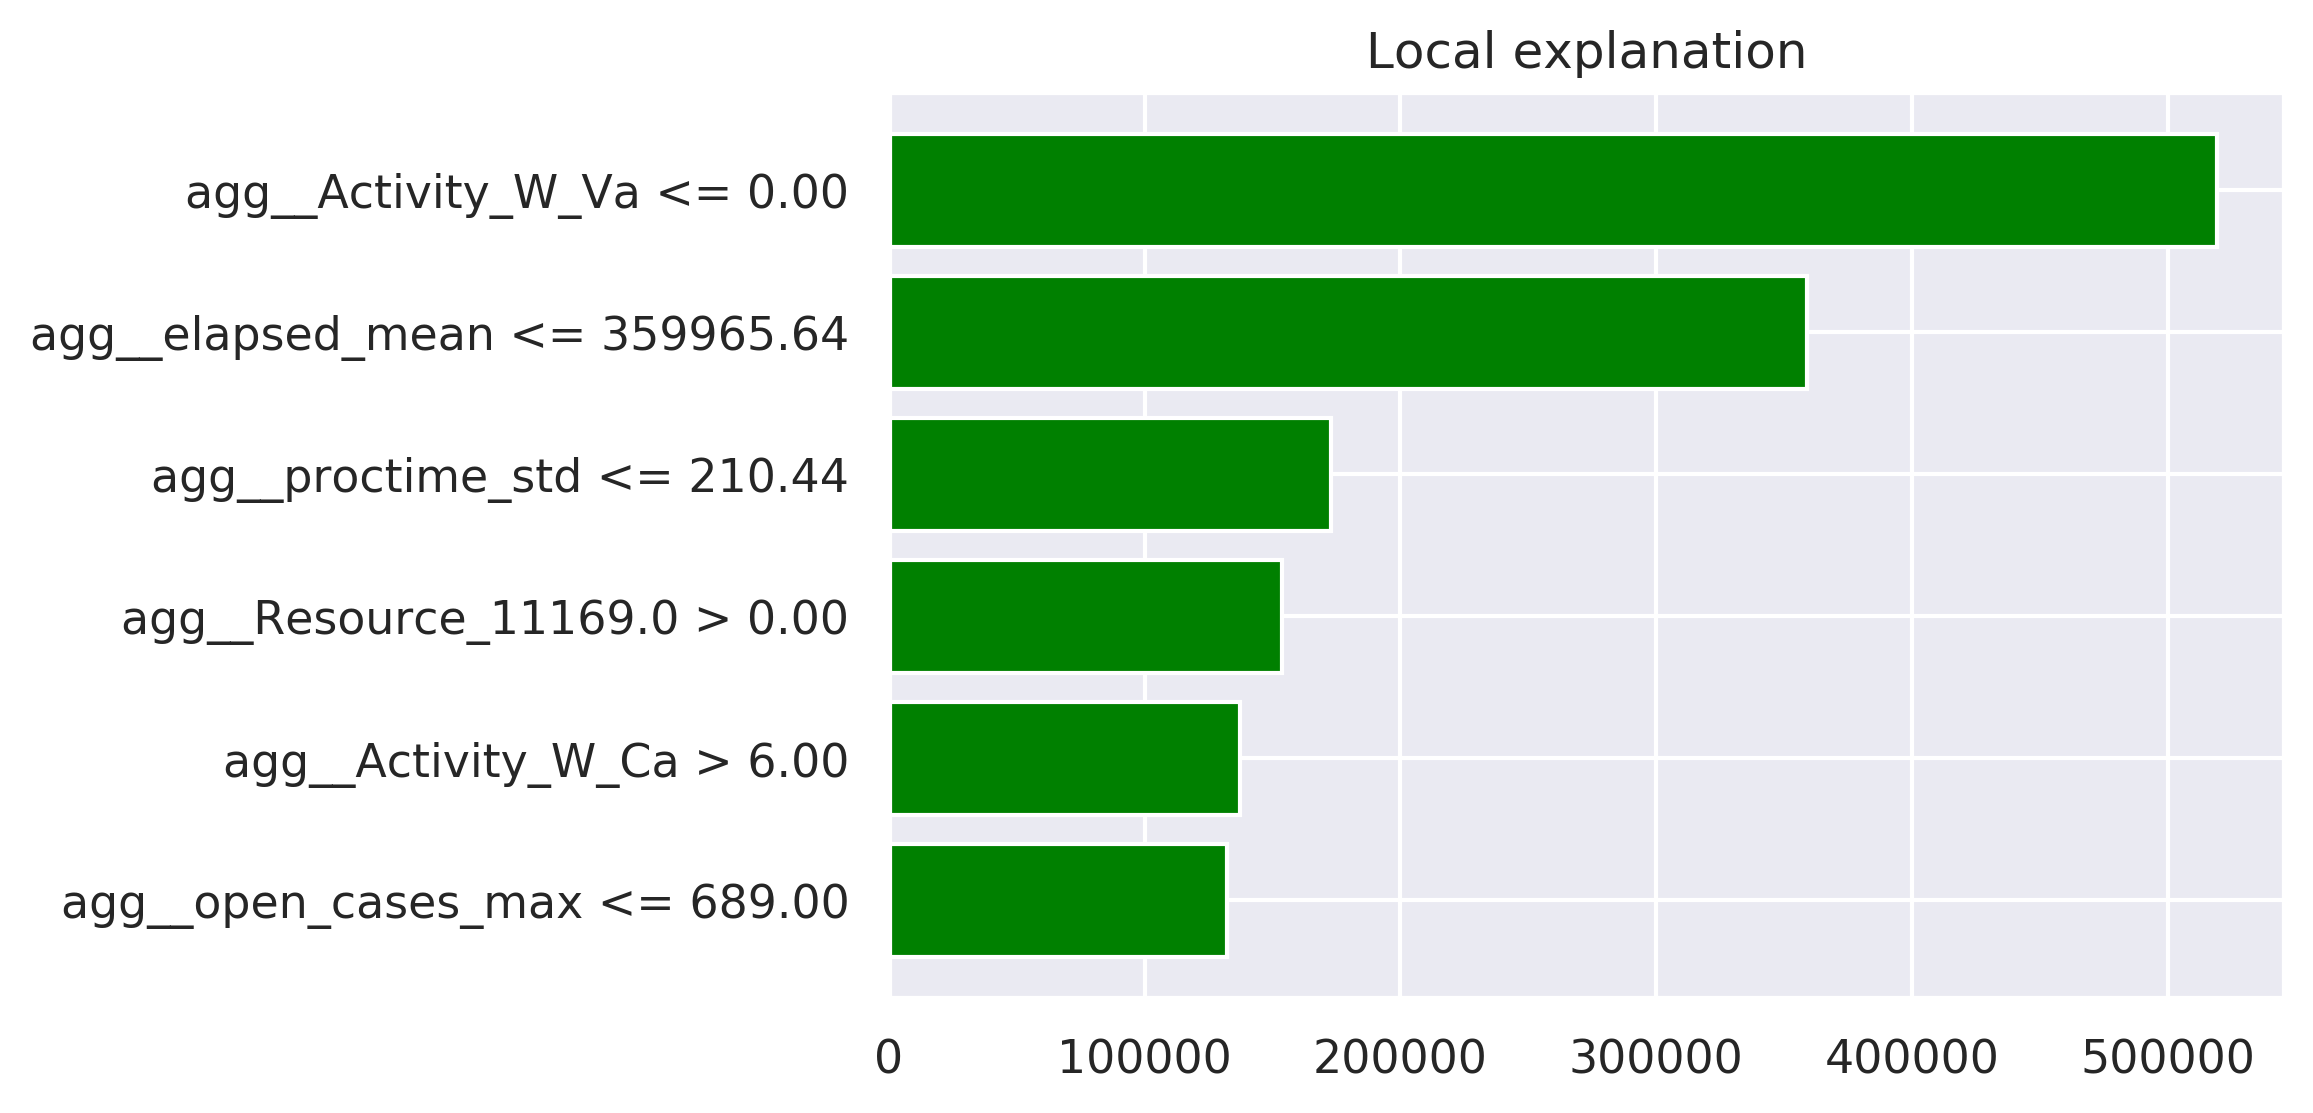 Local explanation
agg__Activity_W_Va <= 0.00
agg__elapsed_mean <= 359965.64
agg__proctime_std <= 210.44
agg__Resource_11169.0 > 0.00
agg__Activity_W_Ca > 6.00
agg__open_cases_max <= 689.00
0 100000 200000 300000 400000 500000